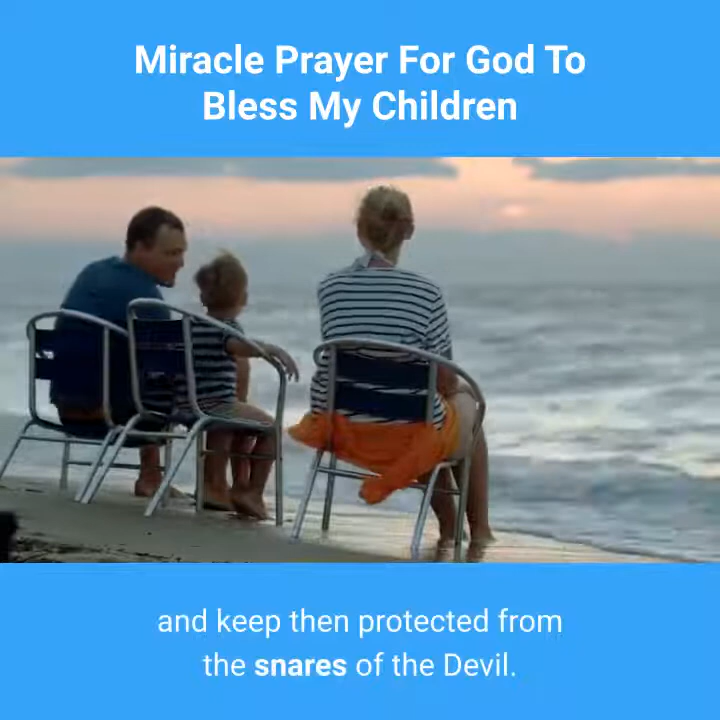 Miracle Prayer For God To
Bless My Children
and keep then protected from
the snares of the Devil.